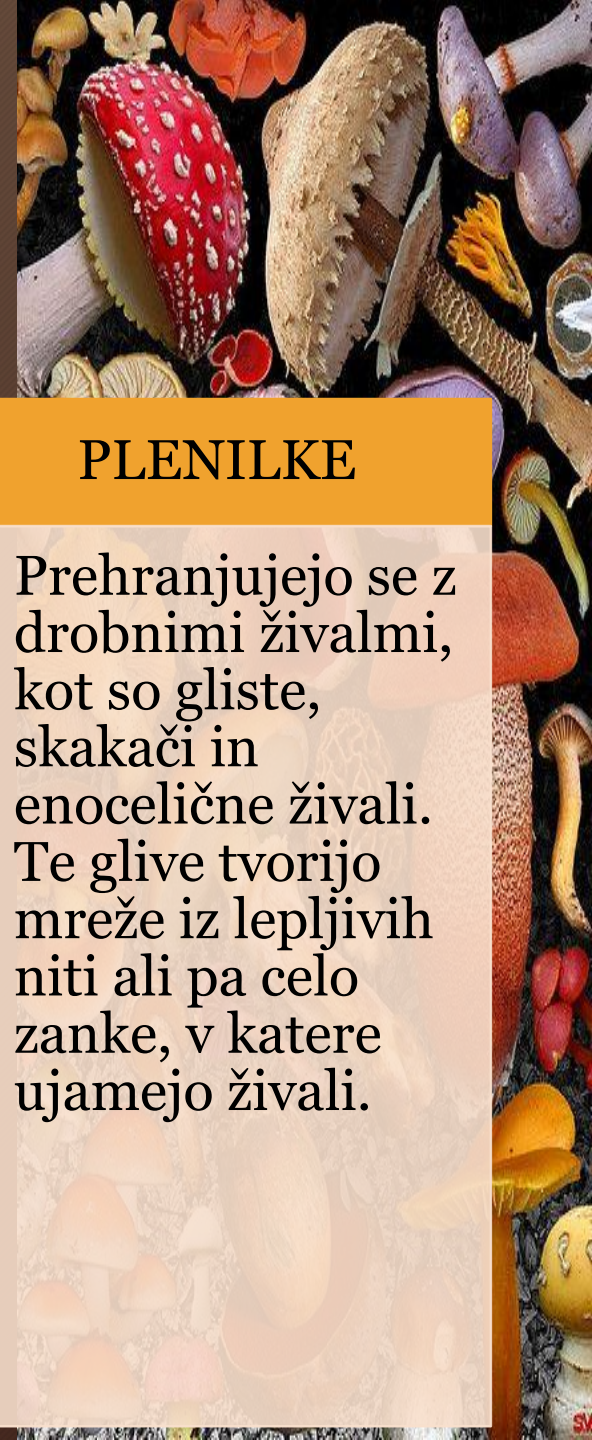 PLENILKE
Prehranjujejo se z
drobnimi živalmi,
kot so gliste,
skakači in
enocelične živali.
Te glive tvorijo
mreže iz lepljivih
niti ali pa celo
zanke, v katere
ujamejo živali.